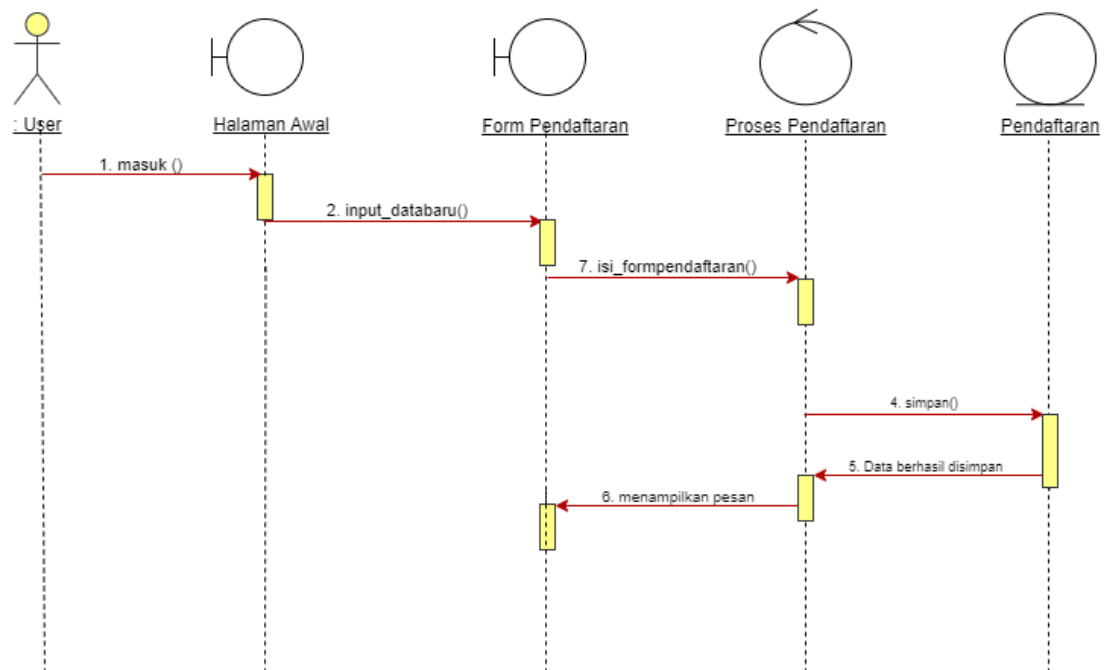 : User
Halaman Awal
Form Pendaftaran
Proses Pendaftaran
Pendaftaran
1. masuk ()
2. input_databaru()
7. isi_formpendaftaran()
4. simpan()
5. Data berhasil disimpan
6. menampilkan pesan